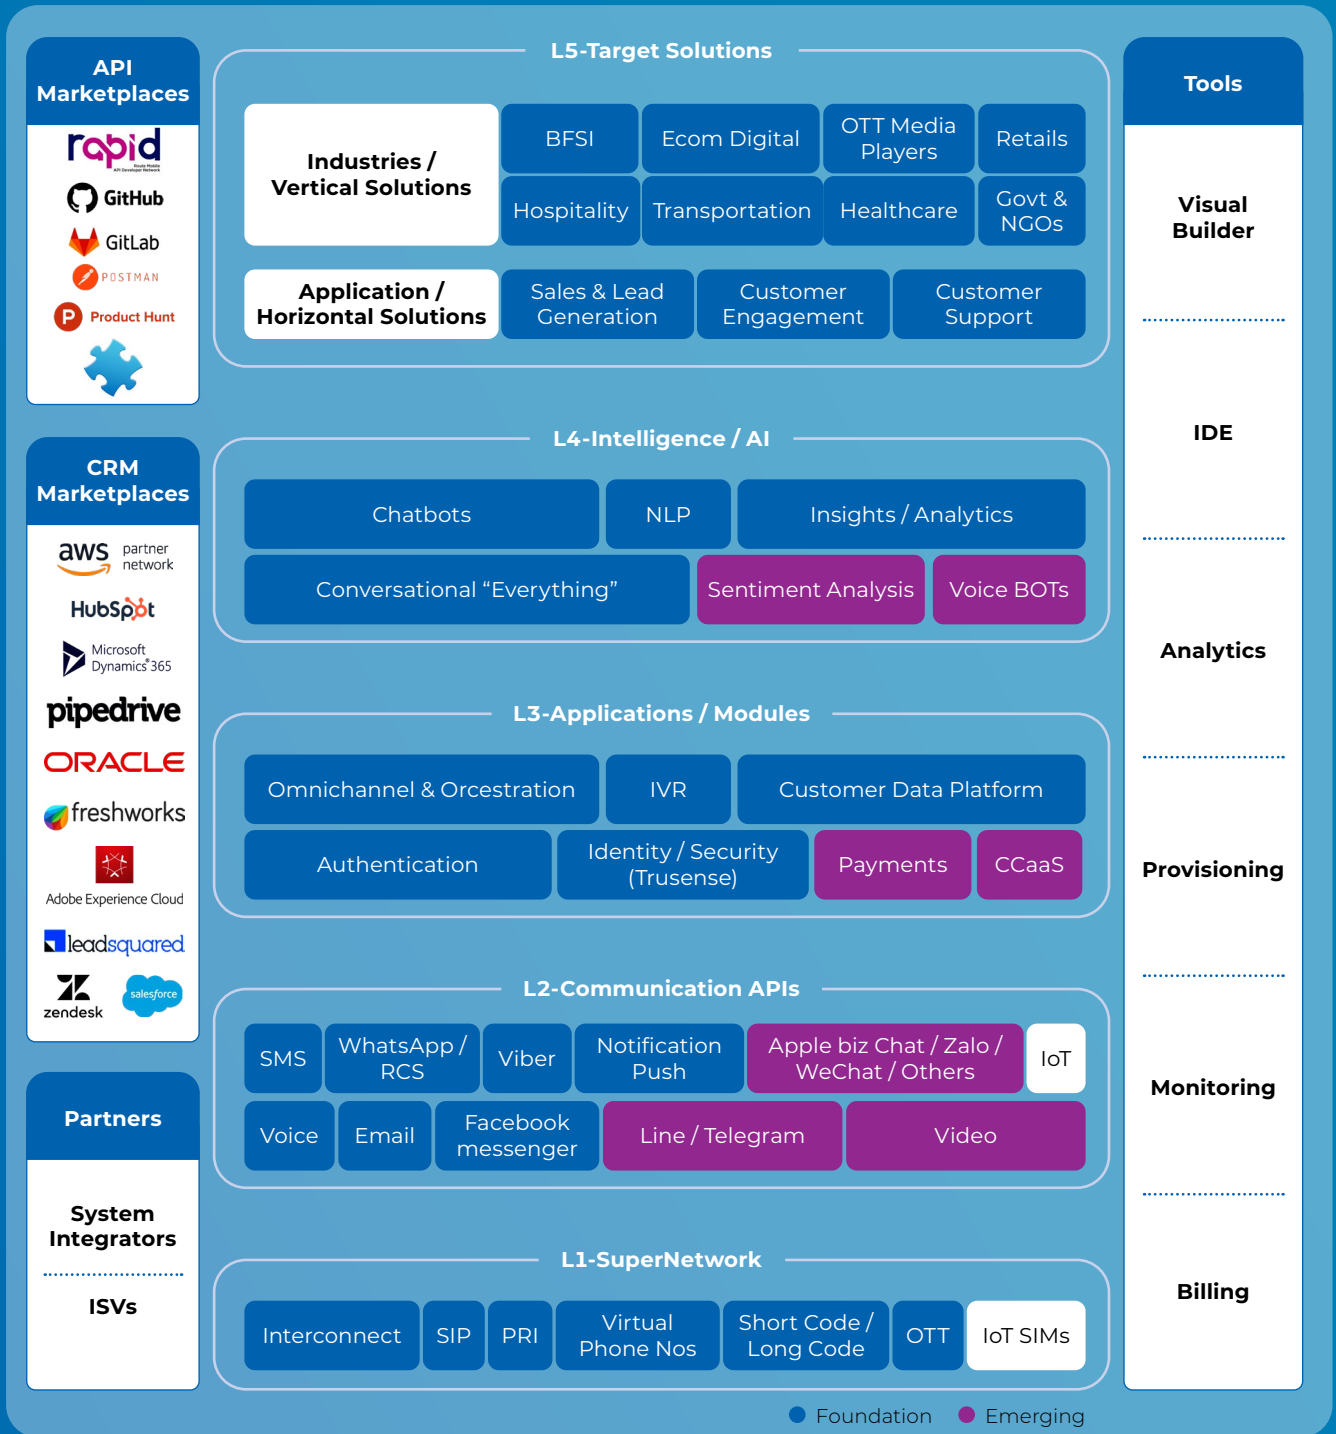 API
Marketplaces
rapid
Route Mobile
API Developer Network
GitHub
GitLab
POSTMAN
P Product Hunt
CRM
Marketplaces
aws partner
network
HubSpot
Microsoft
Dynamics® 365
pipedrive
ORACLE
freshworks
Adobe Experience Cloud
leadsquared
zendesk
salesforce
Partners
System
Integrators
ISVs
L5-Target Solutions
Industries /
Vertical Solutions
BFSI
Ecom Digital
OTT Media
Players
Retails
Hospitality
Transportation
Healthcare
Govt &
NGOs
Application /
Horizontal Solutions
Sales & Lead
Generation
Customer
Engagement
Customer
Support
L4-Intelligence / AI
Chatbots
NLP
Insights / Analytics
Conversational “Everything”
Sentiment Analysis
Voice BOTs
L3-Applications / Modules
Omnichannel & Orcestration
IVR
Customer Data Platform
Authentication
Identity / Security
(Trusense)
Payments
CCaaS
L2-Communication APIs
SMS
WhatsApp /
RCS
Viber
Notification
Push
Apple biz Chat / Zalo /
WeChat / Others
IoT
Voice
Email
Facebook
messenger
Line / Telegram
Video
L1-SuperNetwork
Interconnect
SIP
PRI
Virtual
Phone Nos
Short Code /
Long Code
OTT
IoT SIMs
Foundation
Emerging
Tools
Visual
Builder
IDE
Analytics
Provisioning
Monitoring
Billing